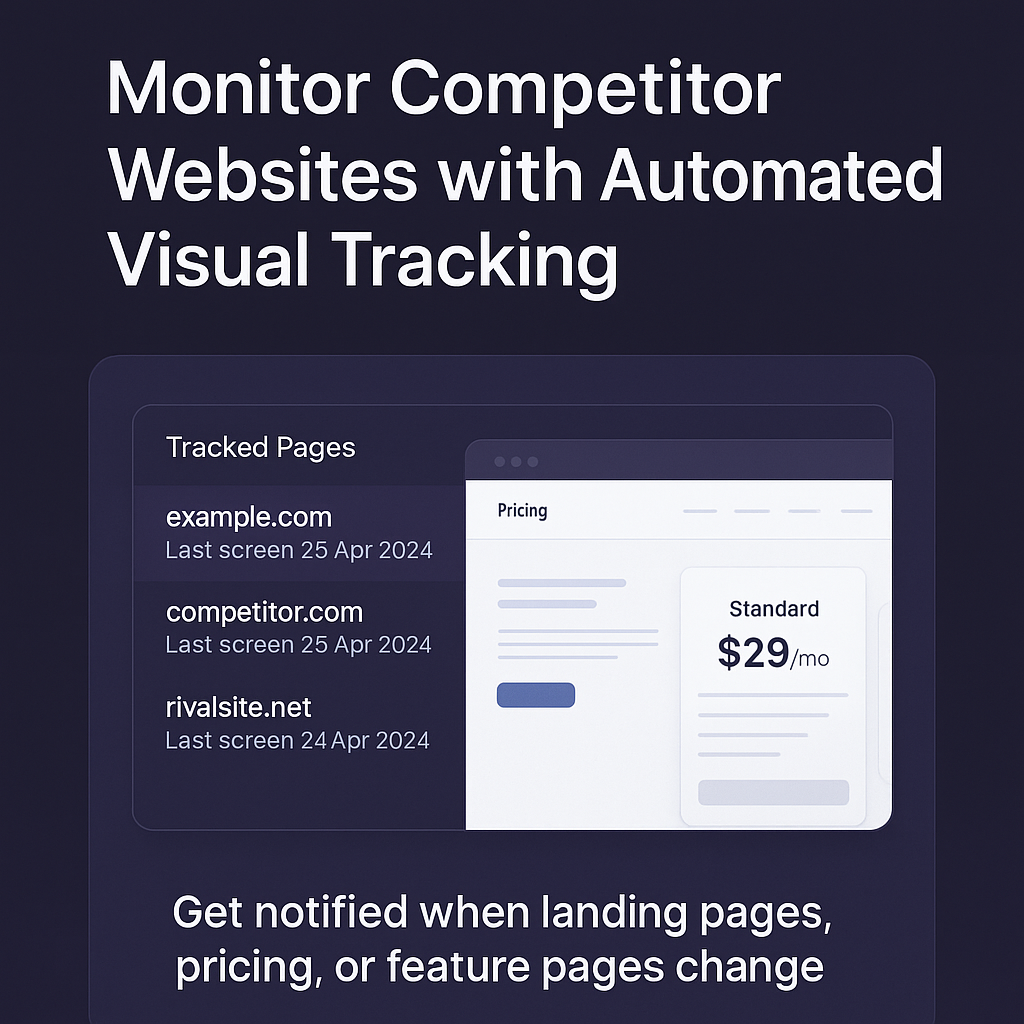 Monitor Competitor
Websites with Automated
Visual Tracking
Tracked Pages
example.com
Last screen 25 Apr 2024
competitor.com
Last screen 25 Apr 2024
rivalsite.net
Last screen 24 Apr 2024
Pricing
Standard
$29/mo
Get notified when landing pages,
pricing, or feature pages change